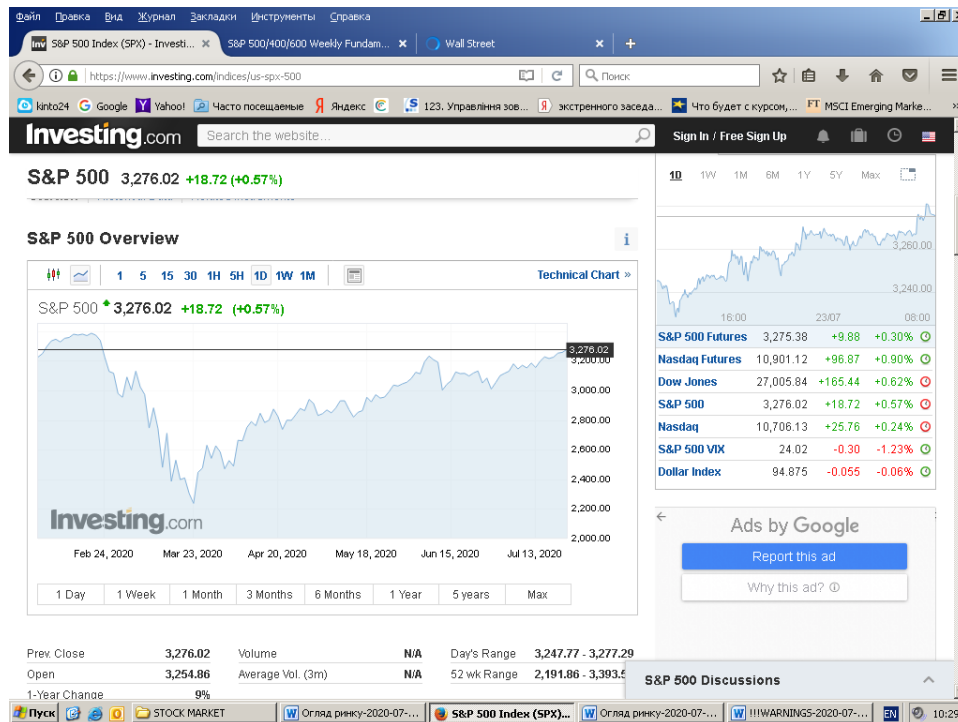 Файл Правка Вид Журнал Закладки Инструменты Справка
S&P 500 Index (SPX) - Investi... S&P 500/400/600 Weekly Fundam... Wall Street
https://www.investing.com/indices/us-spx-500 Поиск
kinto24 Google Yahoo! Часто посещаемые Яндекс 123. Управління зов... экстренного заседа... Что будет с курсом,... MSCI Emerging Marke...
Investing.com Search the website... Sign In / Free Sign Up
S&P 500 3,276.02 +18.72 (+0.57%)
1D 1W 1M 6M 1Y 5Y Max
S&P 500 Overview
3,260.00
3,240.00
16:00 23/07 08:00
1 5 15 30 1H 5H 1D 1W 1M Technical Chart »
S&P 500 3,276.02 +18.72 (+0.57%)
3,276.02
3,200.00
3,000.00
2,800.00
2,600.00
2,400.00
2,200.00
2,000.00
Investing.com
Feb 24, 2020 Mar 23, 2020 Apr 20, 2020 May 18, 2020 Jun 15, 2020 Jul 13, 2020
1 Day 1 Week 1 Month 3 Months 6 Months 1 Year 5 years Max
S&P 500 Futures 3,275.38 +9.88 +0.30%
Nasdaq Futures 10,901.12 +96.87 +0.90%
Dow Jones 27,005.84 +165.44 +0.62%
S&P 500 3,276.02 +18.72 +0.57%
Nasdaq 10,706.13 +25.76 +0.24%
S&P 500 VIX 24.02 -0.30 -1.23%
Dollar Index 94.875 -0.055 -0.06%
Ads by Google
Report this ad
Why this ad?
Prev. Close 3,276.02 Volume N/A Day's Range 3,247.77 - 3,277.29
Open 3,254.86 Average Vol. (3m) N/A 52 wk Range 2,191.86 - 3,393.5
1-Year Change 9%
S&P 500 Discussions
Пуск STOCK MARKET Огляд ринку-2020-07-... S&P 500 Index (SPX)... Огляд ринку-2020-07-... !!!WARNINGS-2020-07-... EN 10:29